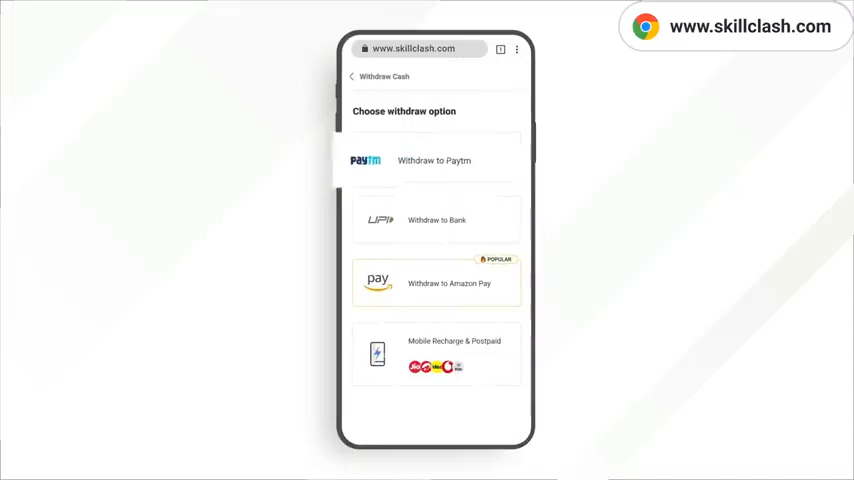 www.skillclash.com
www.skillclash.com
Withdraw Cash
Choose withdraw option
paytm
Withdraw to Paytm
UPI
Withdraw to Bank
POPULAR
pay
Withdraw to Amazon Pay
Mobile Recharge & Postpaid
Jio